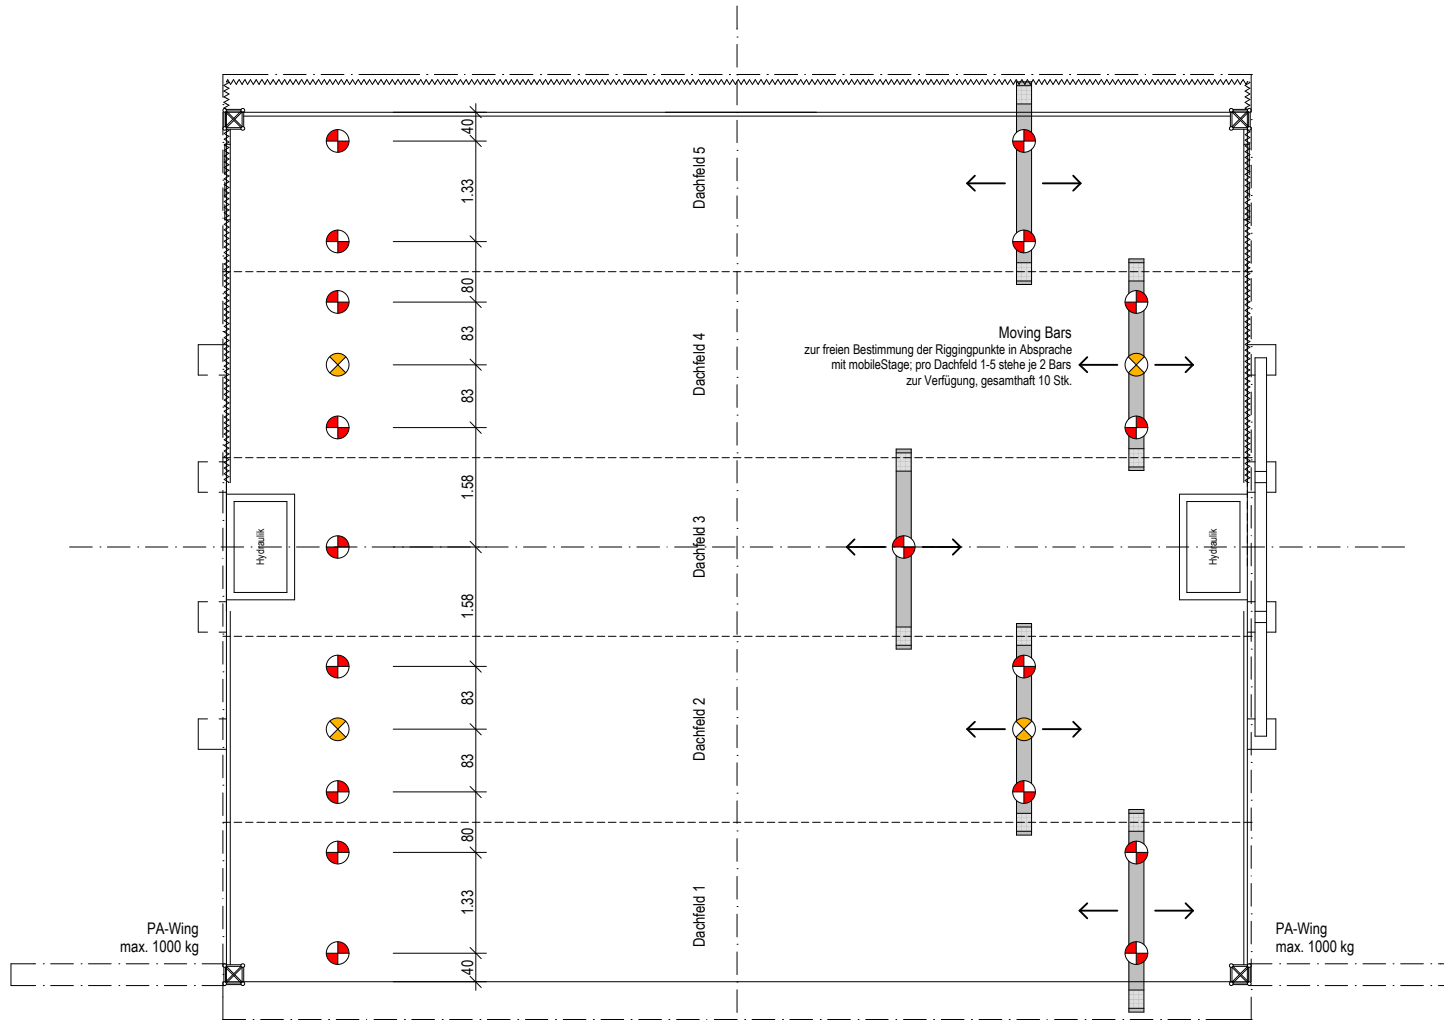 40
1.33
80
83
83
1.58
1.58
83
83
80
1.33
40
Dachfeld 5
Dachfeld 4
Dachfeld 3
Dachfeld 2
Dachfeld 1
Moving Bars
zur freien Bestimmung der Riggingpunkte in Absprache
mit mobileStage; pro Dachfeld 1-5 stehe je 2 Bars
zur Verfügung, gesamthaft 10 Stk.
Hydraulik
Hydraulik
PA-Wing
max. 1000 kg
PA-Wing
max. 1000 kg